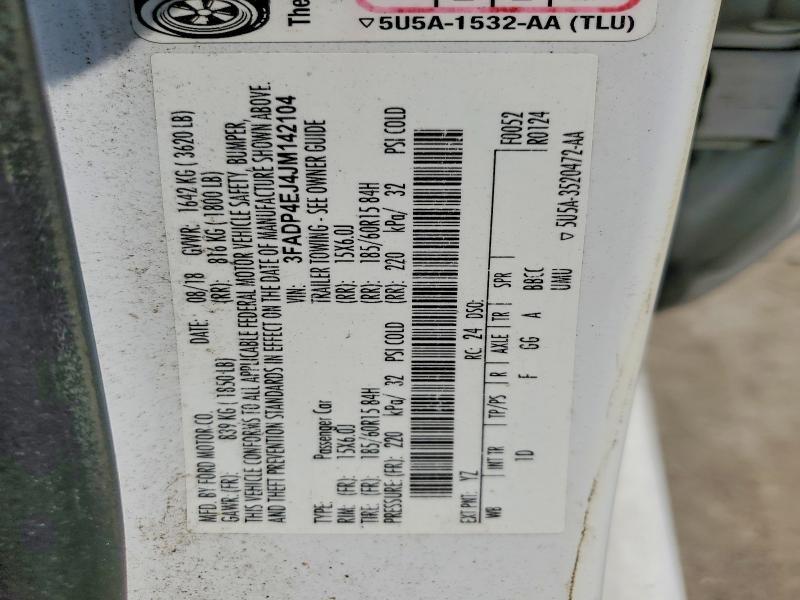 The
5U5A-1532-AA (TLU)
MFD. BY FORD MOTOR CO.
DATE: 08/18 GVWR: 1642 KG ( 3620 LB)
GAWR: (FR): 839 KG ( 1850 LB) (RR): 816 KG ( 1800 LB)
THIS VEHICLE CONFORMS TO ALL APPLICABLE FEDERAL MOTOR VEHICLE SAFETY, BUMPER,
AND THEFT PREVENTION STANDARDS IN EFFECT ON THE DATE OF MANUFACTURE SHOWN ABOVE.
VIN: 3FADP4EJ4JM142104
TYPE: Passenger Car TRAILER TOWING - SEE OWNER GUIDE
RIM: (FR): 15X6.0J (RR): 15X6.0J
TIRE: (FR): 185/60R15 84H (RR): 185/60R15 84H
PRESSURE (FR): 220 kPa/ 32 PSI COLD (RR): 220 kPa/ 32 PSI COLD
EXT PNT: YZ RC: 24 DSO: F0052
WB INT TR TP/PS R AXLE TR SPR R0124
1D F GG A BBECC
UMU
5U5A-3520472-AA